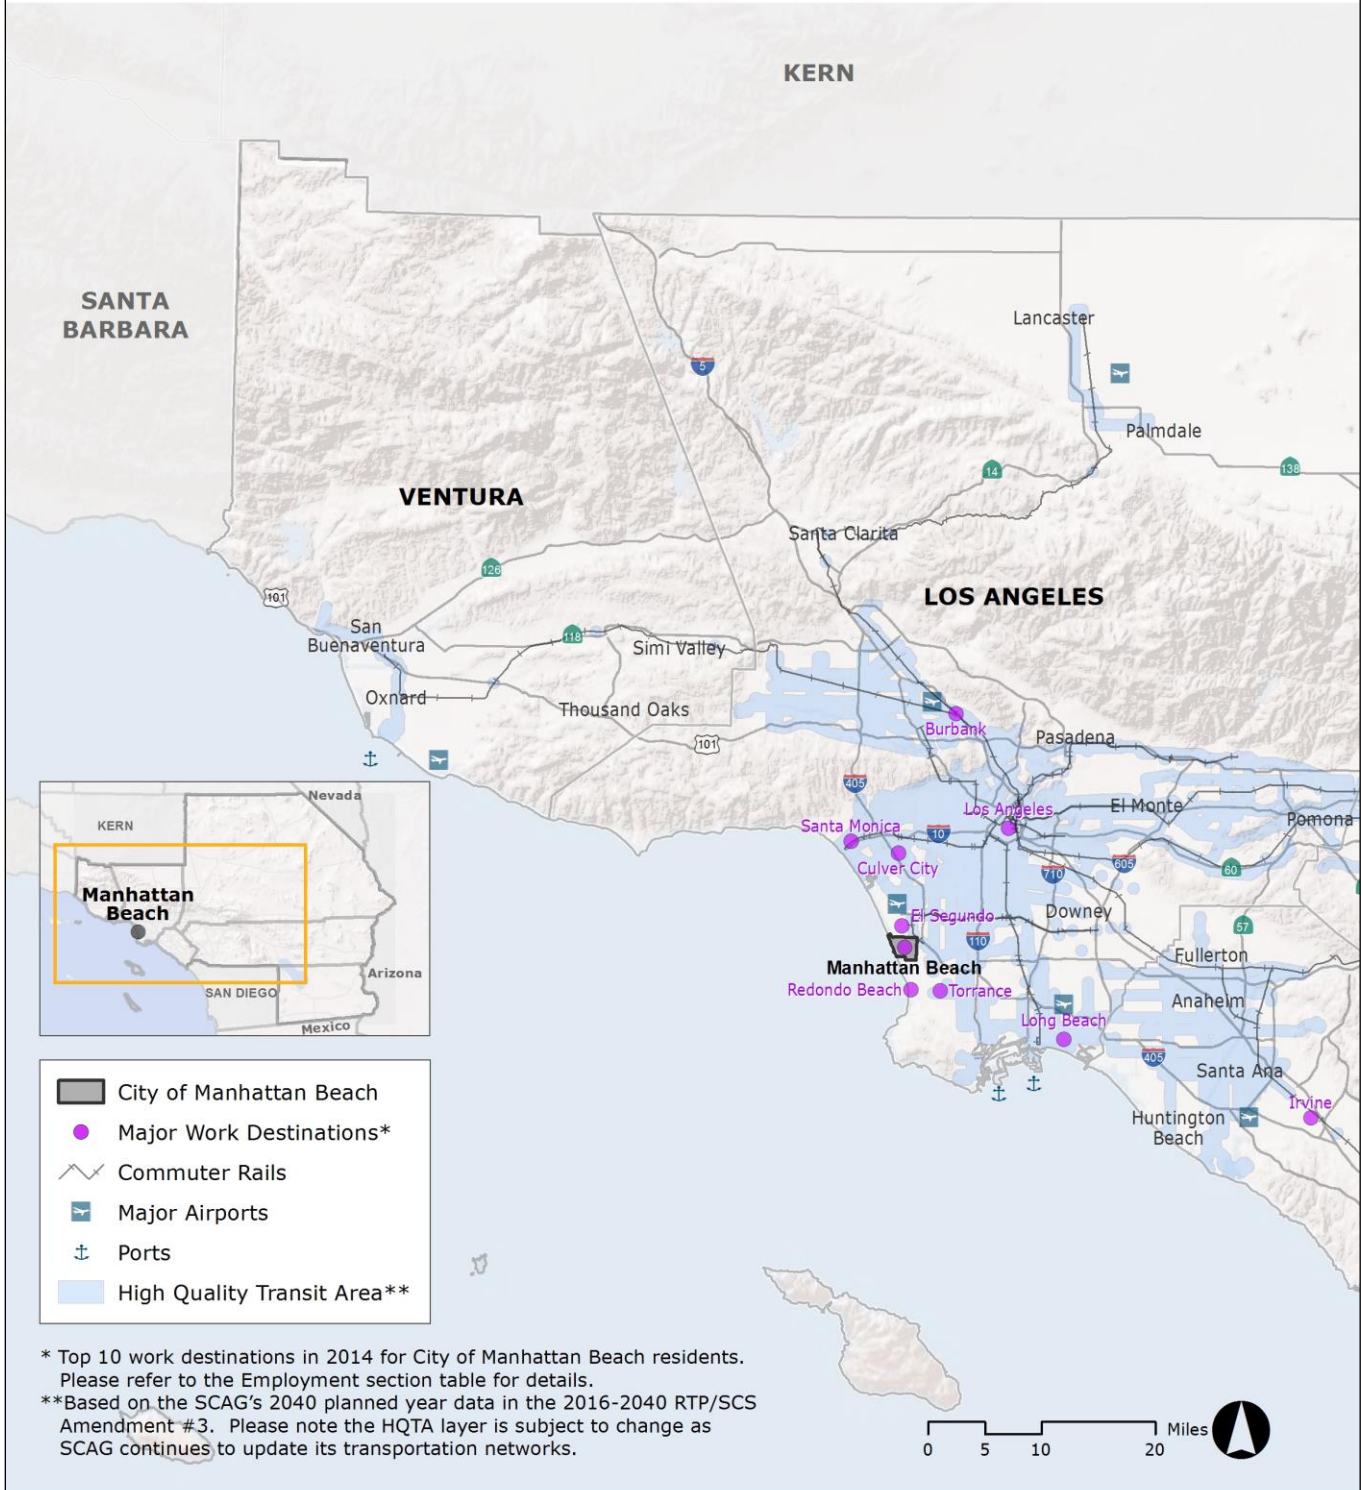 KERN
SANTA
BARBARA
Lancaster
5
Palmdale
14
138
VENTURA
Santa Clarita
126
LOS ANGELES
101
San
Buenaventura
118
Simi Valley
Oxnard
Thousand Oaks
Burbank
Pasadena
101
405
Los Angeles
El Monte
Santa Monica
10
Pomona
Culver City
710
605
60
El Segundo
Downey
110
57
Fullerton
Manhattan Beach
Redondo Beach
Torrance
Anaheim
Long Beach
405
Santa Ana
Irvine
Huntington
Beach
Nevada
KERN
Manhattan
Beach
Arizona
SAN DIEGO
Mexico
City of Manhattan Beach
Major Work Destinations*
Commuter Rails
Major Airports
Ports
High Quality Transit Area**
* Top 10 work destinations in 2014 for City of Manhattan Beach residents.
Please refer to the Employment section table for details.
**Based on the SCAG’s 2040 planned year data in the 2016-2040 RTP/SCS
Amendment #3. Please note the HQTA layer is subject to change as
SCAG continues to update its transportation networks.
Miles
0 5 10 20